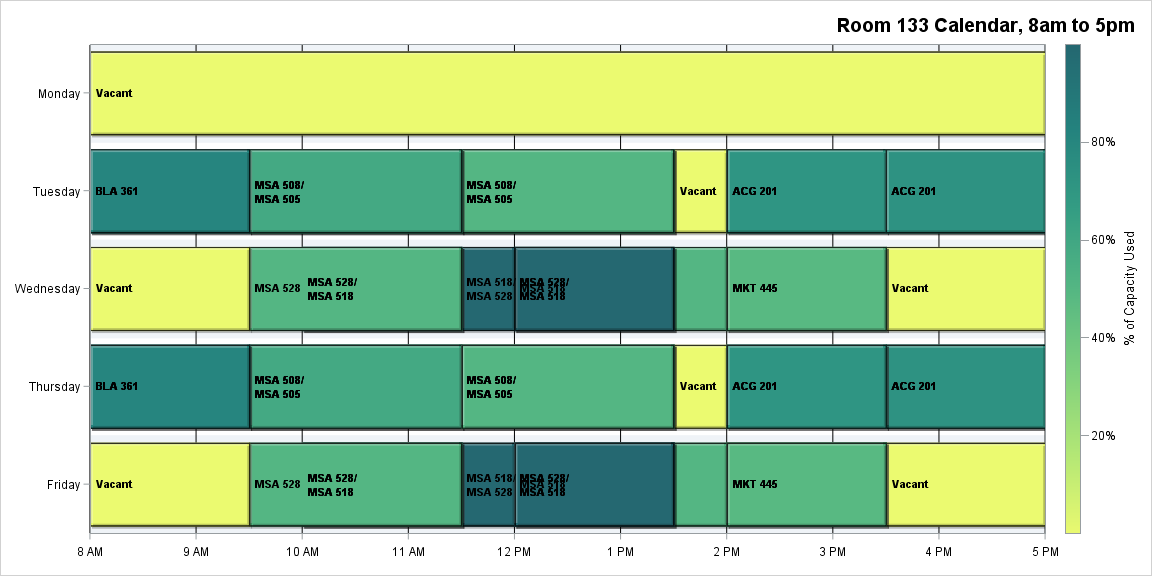 Room 133 Calendar, 8am to 5pm
Monday
Vacant
Tuesday
BLA 361
MSA 508/
MSA 505
MSA 508/
MSA 505
Vacant
ACG 201
ACG 201
Wednesday
Vacant
MSA 528
MSA 528/
MSA 518
MSA 518/
MSA 528
MSA 528/
MSA 518
MSA 518
MKT 445
Vacant
Thursday
BLA 361
MSA 508/
MSA 505
MSA 508/
MSA 505
Vacant
ACG 201
ACG 201
Friday
Vacant
MSA 528
MSA 528/
MSA 518
MSA 518/
MSA 528
MSA 528/
MSA 518
MSA 518
MKT 445
Vacant
8 AM
9 AM
10 AM
11 AM
12 PM
1 PM
2 PM
3 PM
4 PM
5 PM
80%
60%
40%
20%
% of Capacity Used